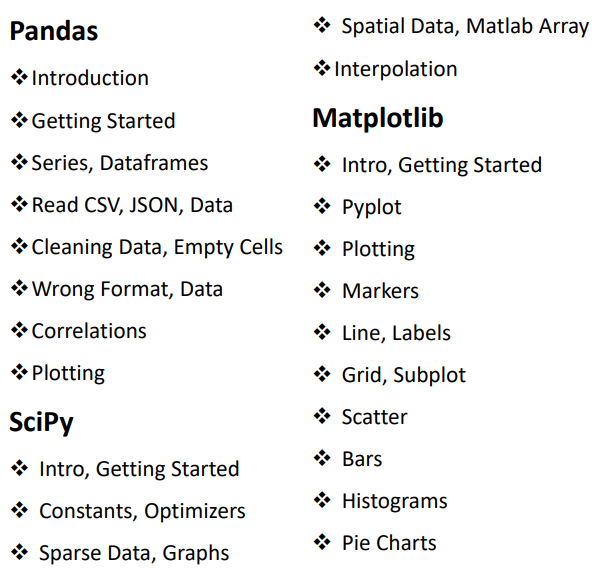 Pandas
❖Introduction
❖Getting Started
❖Series, Dataframes
❖Read CSV, JSON, Data
❖Cleaning Data, Empty Cells
❖Wrong Format, Data
❖Correlations
❖Plotting
SciPy
❖ Intro, Getting Started
❖ Constants, Optimizers
❖ Sparse Data, Graphs
❖ Spatial Data, Matlab Array
❖Interpolation
Matplotlib
❖ Intro, Getting Started
❖ Pyplot
❖ Plotting
❖ Markers
❖ Line, Labels
❖ Grid, Subplot
❖ Scatter
❖ Bars
❖ Histograms
❖ Pie Charts